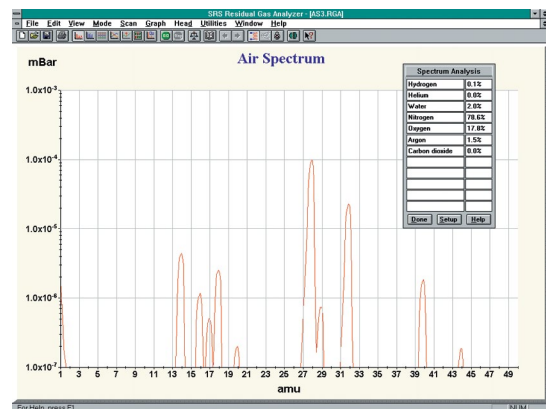 SRS Residual Gas Analyzer - [AS3.RGA]
File Edit View Mode Scan Graph Head Utilities Window Help
Air Spectrum
mBar
Spectrum Analysis
Hydrogen 0.1%
Helium 0.0%
Water 2.0%
Nitrogen 78.6%
Oxygen 17.8%
Argon 1.5%
Carbon dioxide 0.0%
Done Setup Help
1.0x10-3
1.0x10-4
1.0x10-5
1.0x10-6
1.0x10-7
1 3 5 7 9 11 13 15 17 19 21 23 25 27 29 31 33 35 37 39 41 43 45 47 49
amu
For Help, press F1
NUM